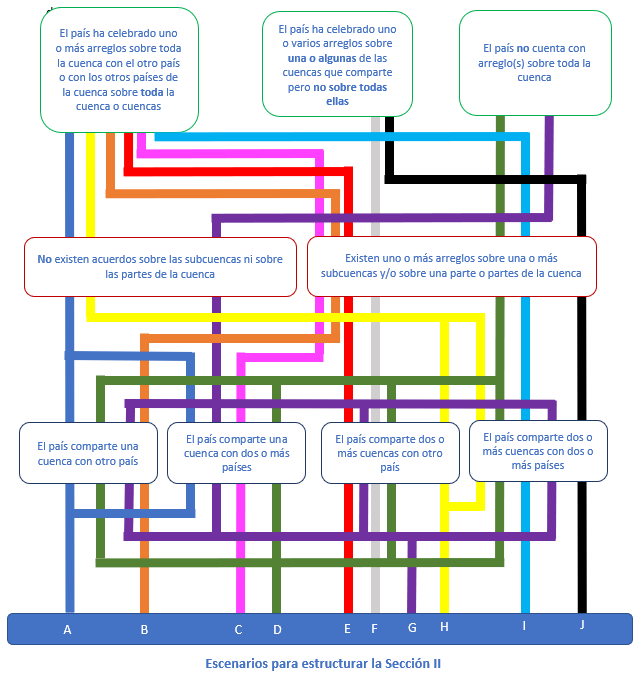 El país ha celebrado uno
o más arreglos sobre toda
la cuenca con el otro país
o con los otros países de
la cuenca sobre toda la
cuenca o cuencas
El país ha celebrado uno
o varios arreglos sobre
una o algunas de las
cuencas que comparte
pero no sobre todas
ellas
El país no cuenta con
arreglo(s) sobre toda la
cuenca
No existen acuerdos sobre las subcuencas ni sobre
las partes de la cuenca
Existen uno o más arreglos sobre una o más
subcuencas y/o sobre una parte o partes de la cuenca
El país comparte una
cuenca con otro país
El país comparte una
cuenca con dos o más
países
El país comparte dos o
más cuencas con otro
país
El país comparte dos o
más cuencas con dos o
más países
A B C D E F G H I J
Escenarios para estructurar la Sección II